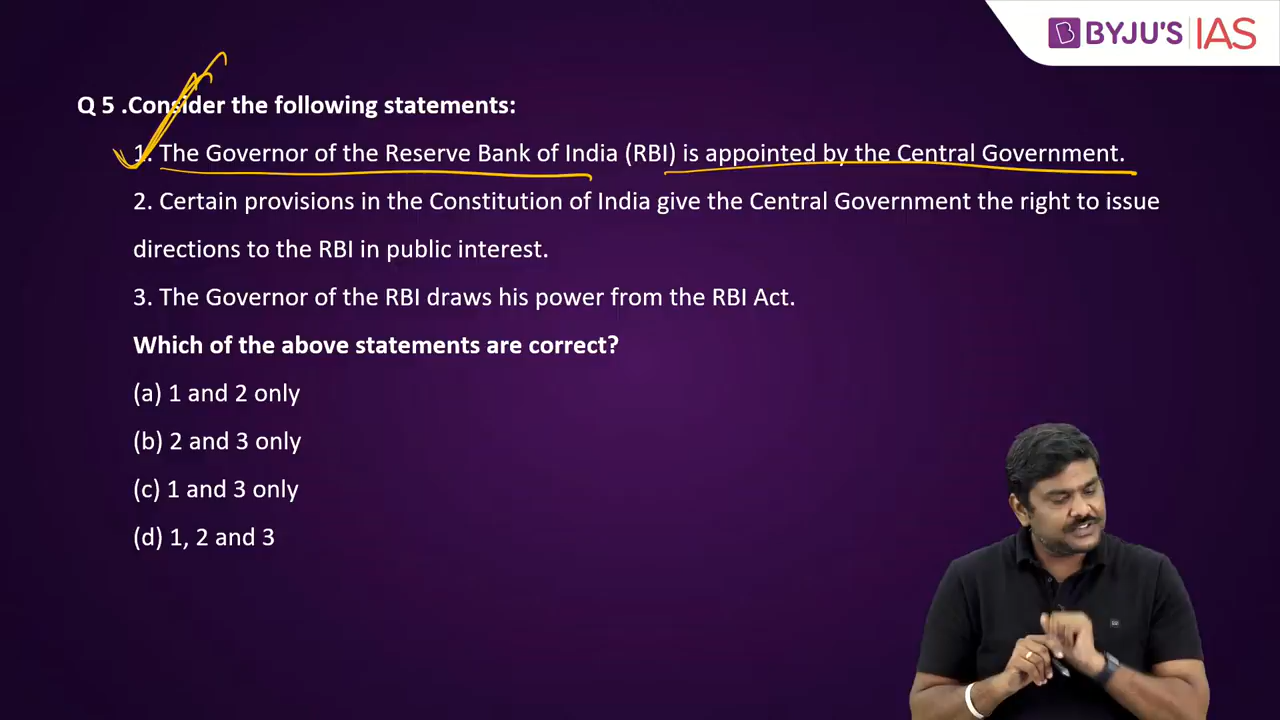 BYJU'S IAS
Q 5 .Consider the following statements:
1. The Governor of the Reserve Bank of India (RBI) is appointed by the Central Government.
2. Certain provisions in the Constitution of India give the Central Government the right to issue
directions to the RBI in public interest.
3. The Governor of the RBI draws his power from the RBI Act.
Which of the above statements are correct?
(a) 1 and 2 only
(b) 2 and 3 only
(c) 1 and 3 only
(d) 1, 2 and 3